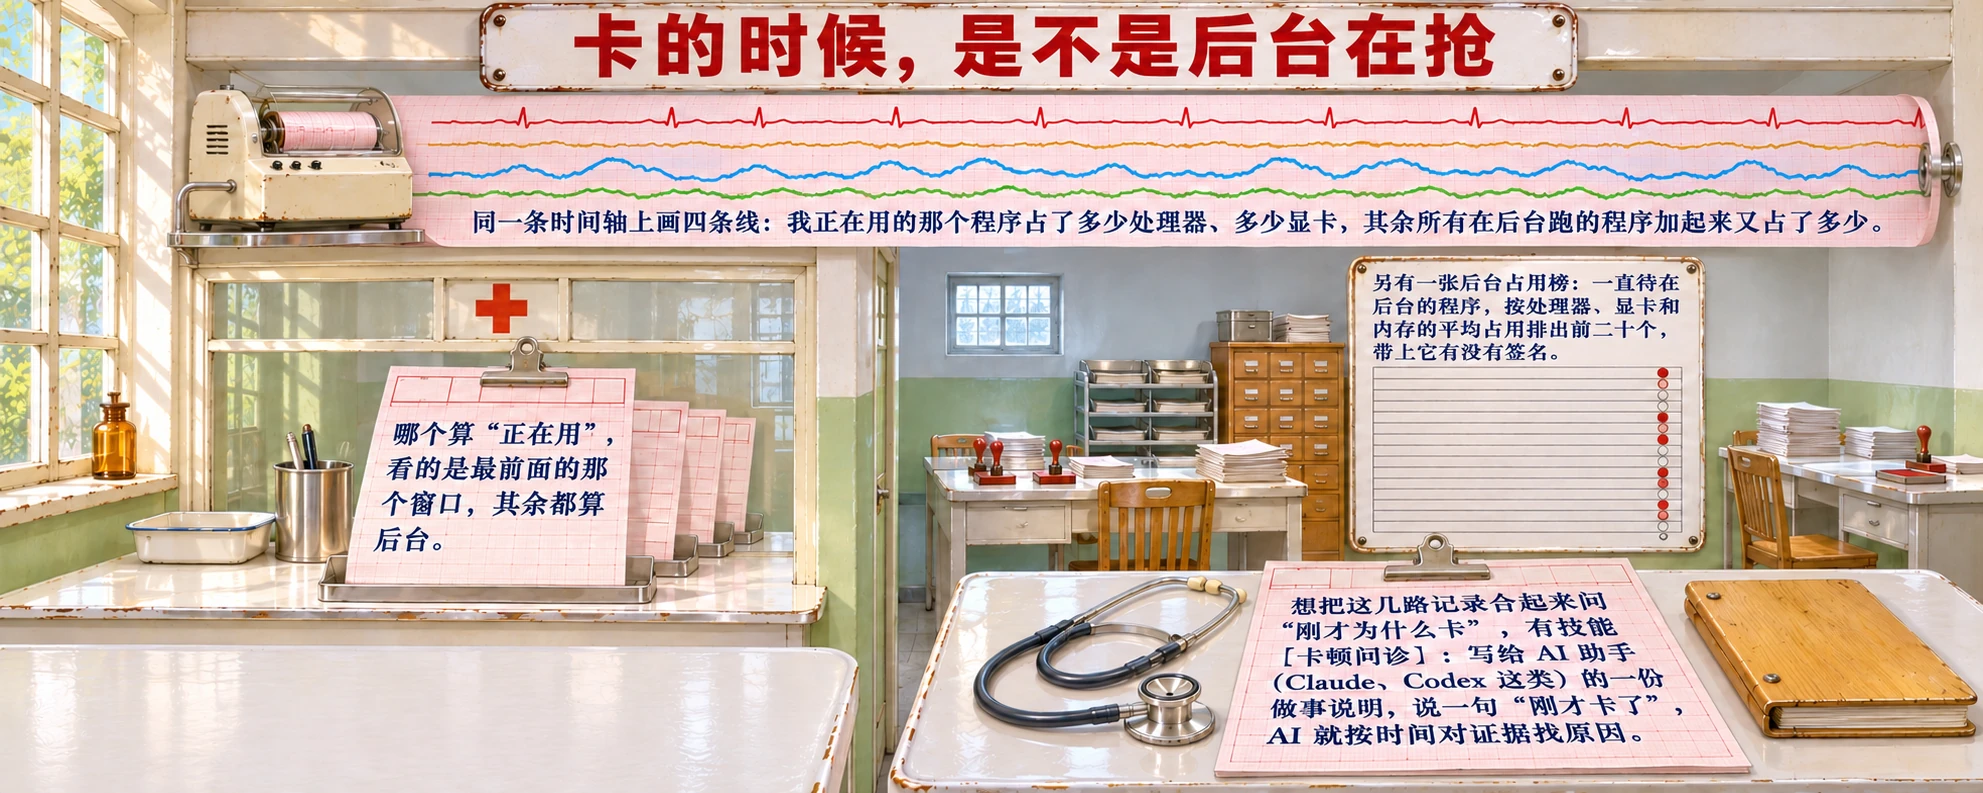 卡的时候，是不是后台在抢
同一条时间轴上画四条线：我正在用的那个程序占了多少处理器、多少显卡，其余所有在后台跑的程序加起来又占了多少。
哪个算“正在用”，
看的是最前面的那
个窗口，其余都算
后台。
另有一张后台占用榜：一直待在
后台的程序，按处理器、显卡和
内存的平均占用排出前二十个，
带上它有没有签名。
想把这几路记录合起来问
“刚才为什么卡”，有技能
［卡顿问诊］：写给 AI 助手
（Claude、Codex 这类）的一份
做事说明，说一句“刚才卡了”，
AI 就按时间对证据找原因。